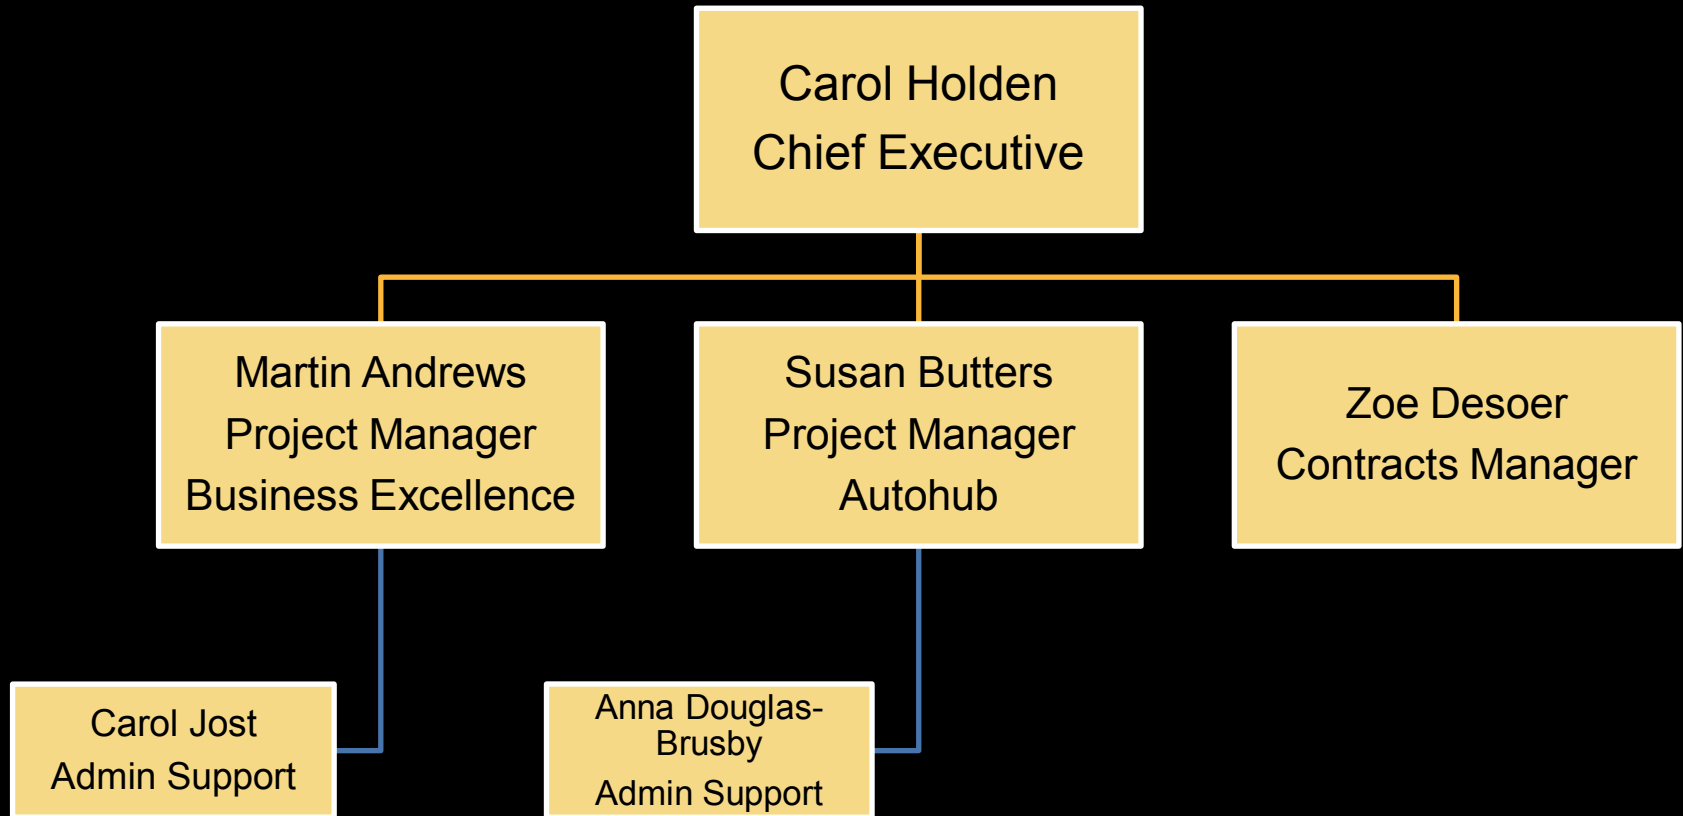 Carol Holden
Chief Executive
Martin Andrews
Project Manager
Business Excellence
Susan Butters
Project Manager
Autohub
Zoe Desoer
Contracts Manager
Carol Jost
Admin Support
Anna Douglas-
Brusby
Admin Support